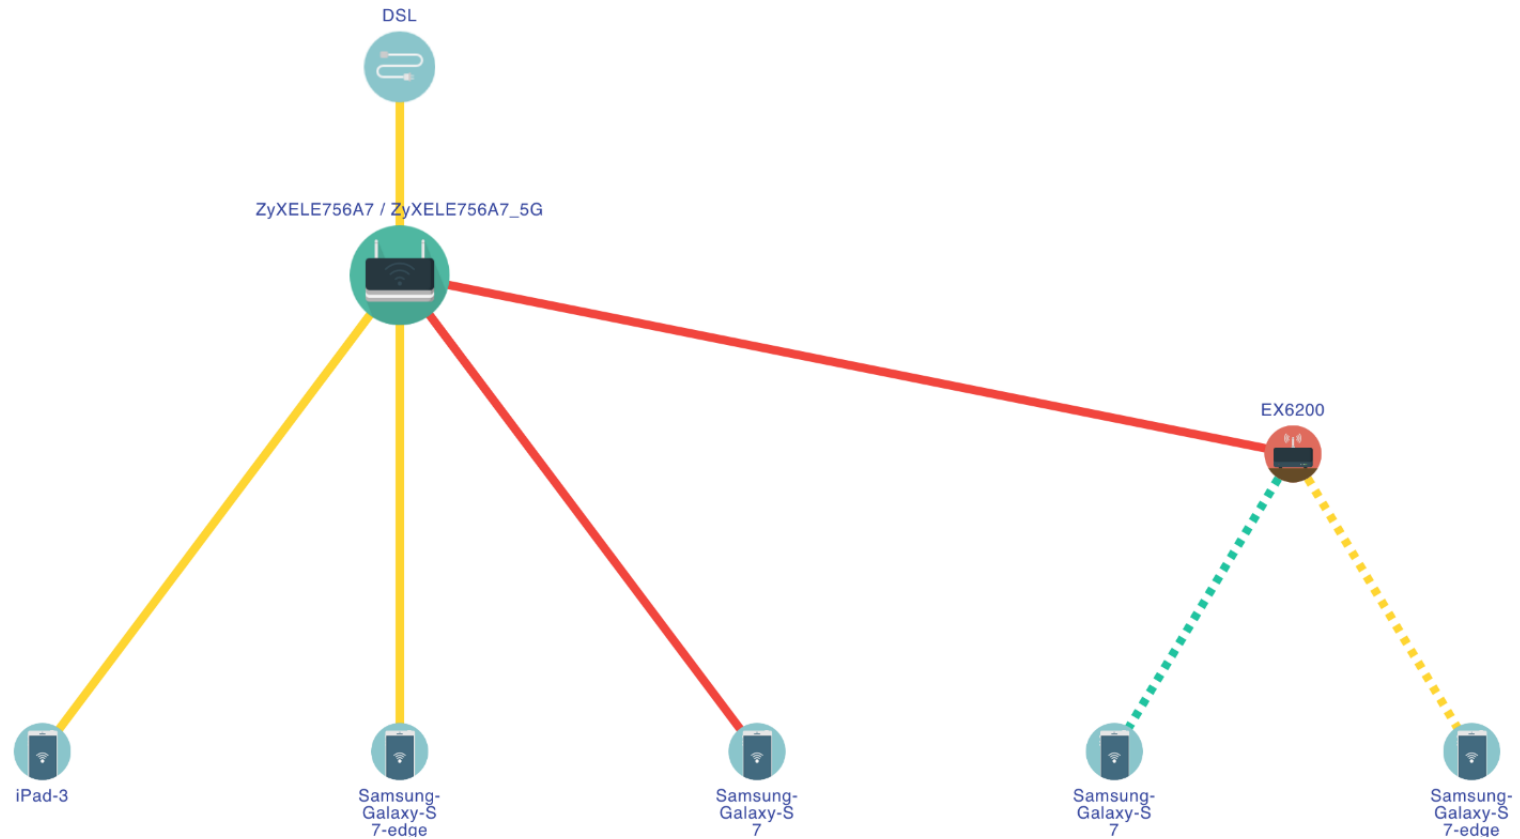 DSL
ZyXELE756A7 / ZyXELE756A7_5G
EX6200
iPad-3
Samsung-
Galaxy-S
7-edge
Samsung-
Galaxy-S
7
Samsung-
Galaxy-S
7
Samsung-
Galaxy-S
7-edge